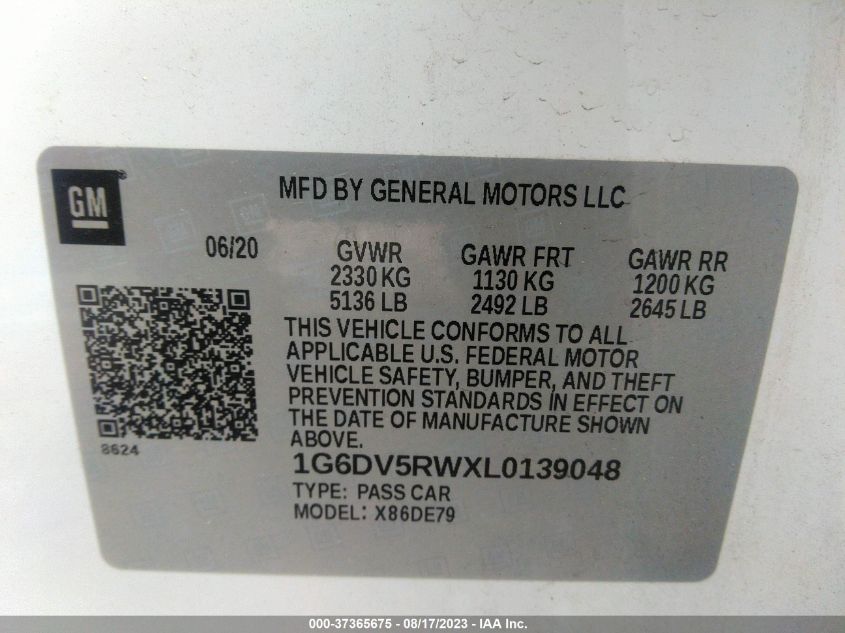 GM
MFD BY GENERAL MOTORS LLC
06/20
GVWR
2330 KG
5136 LB
GAWR FRT
1130 KG
2492 LB
GAWR RR
1200 KG
2645 LB
THIS VEHICLE CONFORMS TO ALL
APPLICABLE U.S. FEDERAL MOTOR
VEHICLE SAFETY, BUMPER, AND THEFT
PREVENTION STANDARDS IN EFFECT ON
THE DATE OF MANUFACTURE SHOWN
ABOVE.
8624
1G6DV5RWXL0139048
TYPE: PASS CAR
MODEL: X86DE79
000-37365675 - 08/17/2023 - IAA Inc.